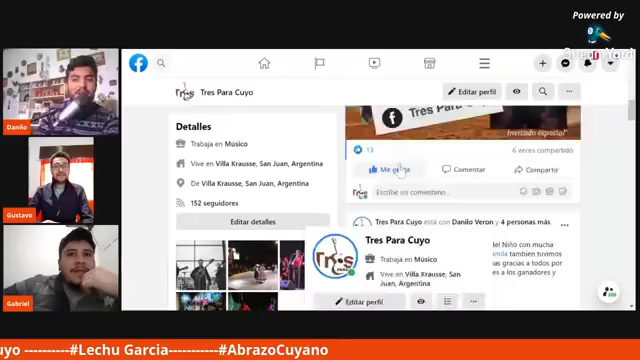 Powered by
StreamYard
Tres Para Cuyo
Editar perfil
Danilo
Gustavo
Gabriel
Detalles
Trabaja en Músico
Vive en Villa Krausse, San Juan, Argentina
De Villa Krausse, San Juan, Argentina
152 seguidores
Editar detalles
Tres Para Cuyo
Invitado especial"
13
6 veces compartido
Me gusta
Comentar
Compartir
Escribe un comentario...
Tres Para Cuyo está con Danilo Veron y 4 personas más
del Niño con mucha
también tuvimos
as gracias a todos por
es a los ganadores y
Tres Para Cuyo
Trabaja en Músico
Vive en Villa Krausse, San
Juan, Argentina
Editar perfil
uyo ----------#Lechu Garcia-----------#AbrazoCuyano